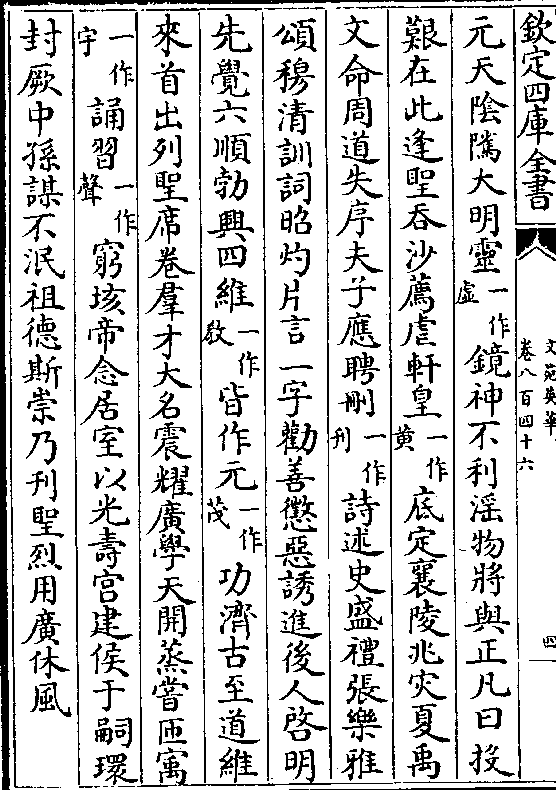 欽定四庫全書
文苑英華
卷八百四十六
四
元天陰隲大明靈一作虛鏡神不利滛物將與正凡曰投
艱在此逢聖吞沙薦虐軒皇一作黄底定襄陵兆灾夏禹
文命周道失序夫子應聘刪一作刋詩述史盛禮張樂雅
頌穆清訓詞昭灼片言一字勸善懲惡誘進後人啓明
先覺六順勃興四維一作敎皆作元一作茂功濟古至道維
來首出列聖席卷羣才大名震耀廣學天開蒸嘗匝寓
一作宇誦習一作聲窮垓帝念居室以光壽宫建侯于嗣環
封厥中孫謀不泯祖德斯崇乃刋聖烈用廣休風